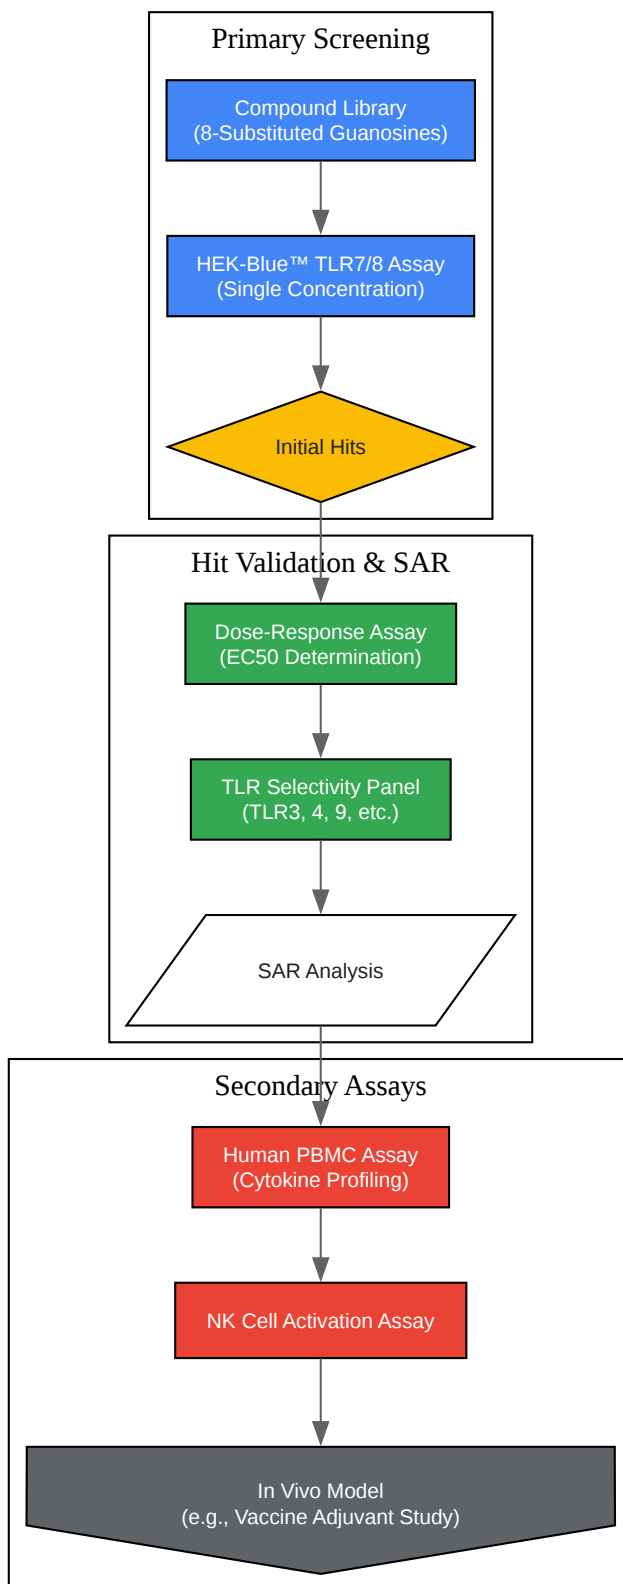 Primary Screening
Compound Library
(8-Substituted Guanosines)
HEK-Blue™ TLR7/8 Assay
(Single Concentration)
Initial Hits
Hit Validation & SAR
Dose-Response Assay
(EC50 Determination)
TLR Selectivity Panel
(TLR3, 4, 9, etc.)
SAR Analysis
Secondary Assays
Human PBMC Assay
(Cytokine Profiling)
NK Cell Activation Assay
In Vivo Model
(e.g., Vaccine Adjuvant Study)